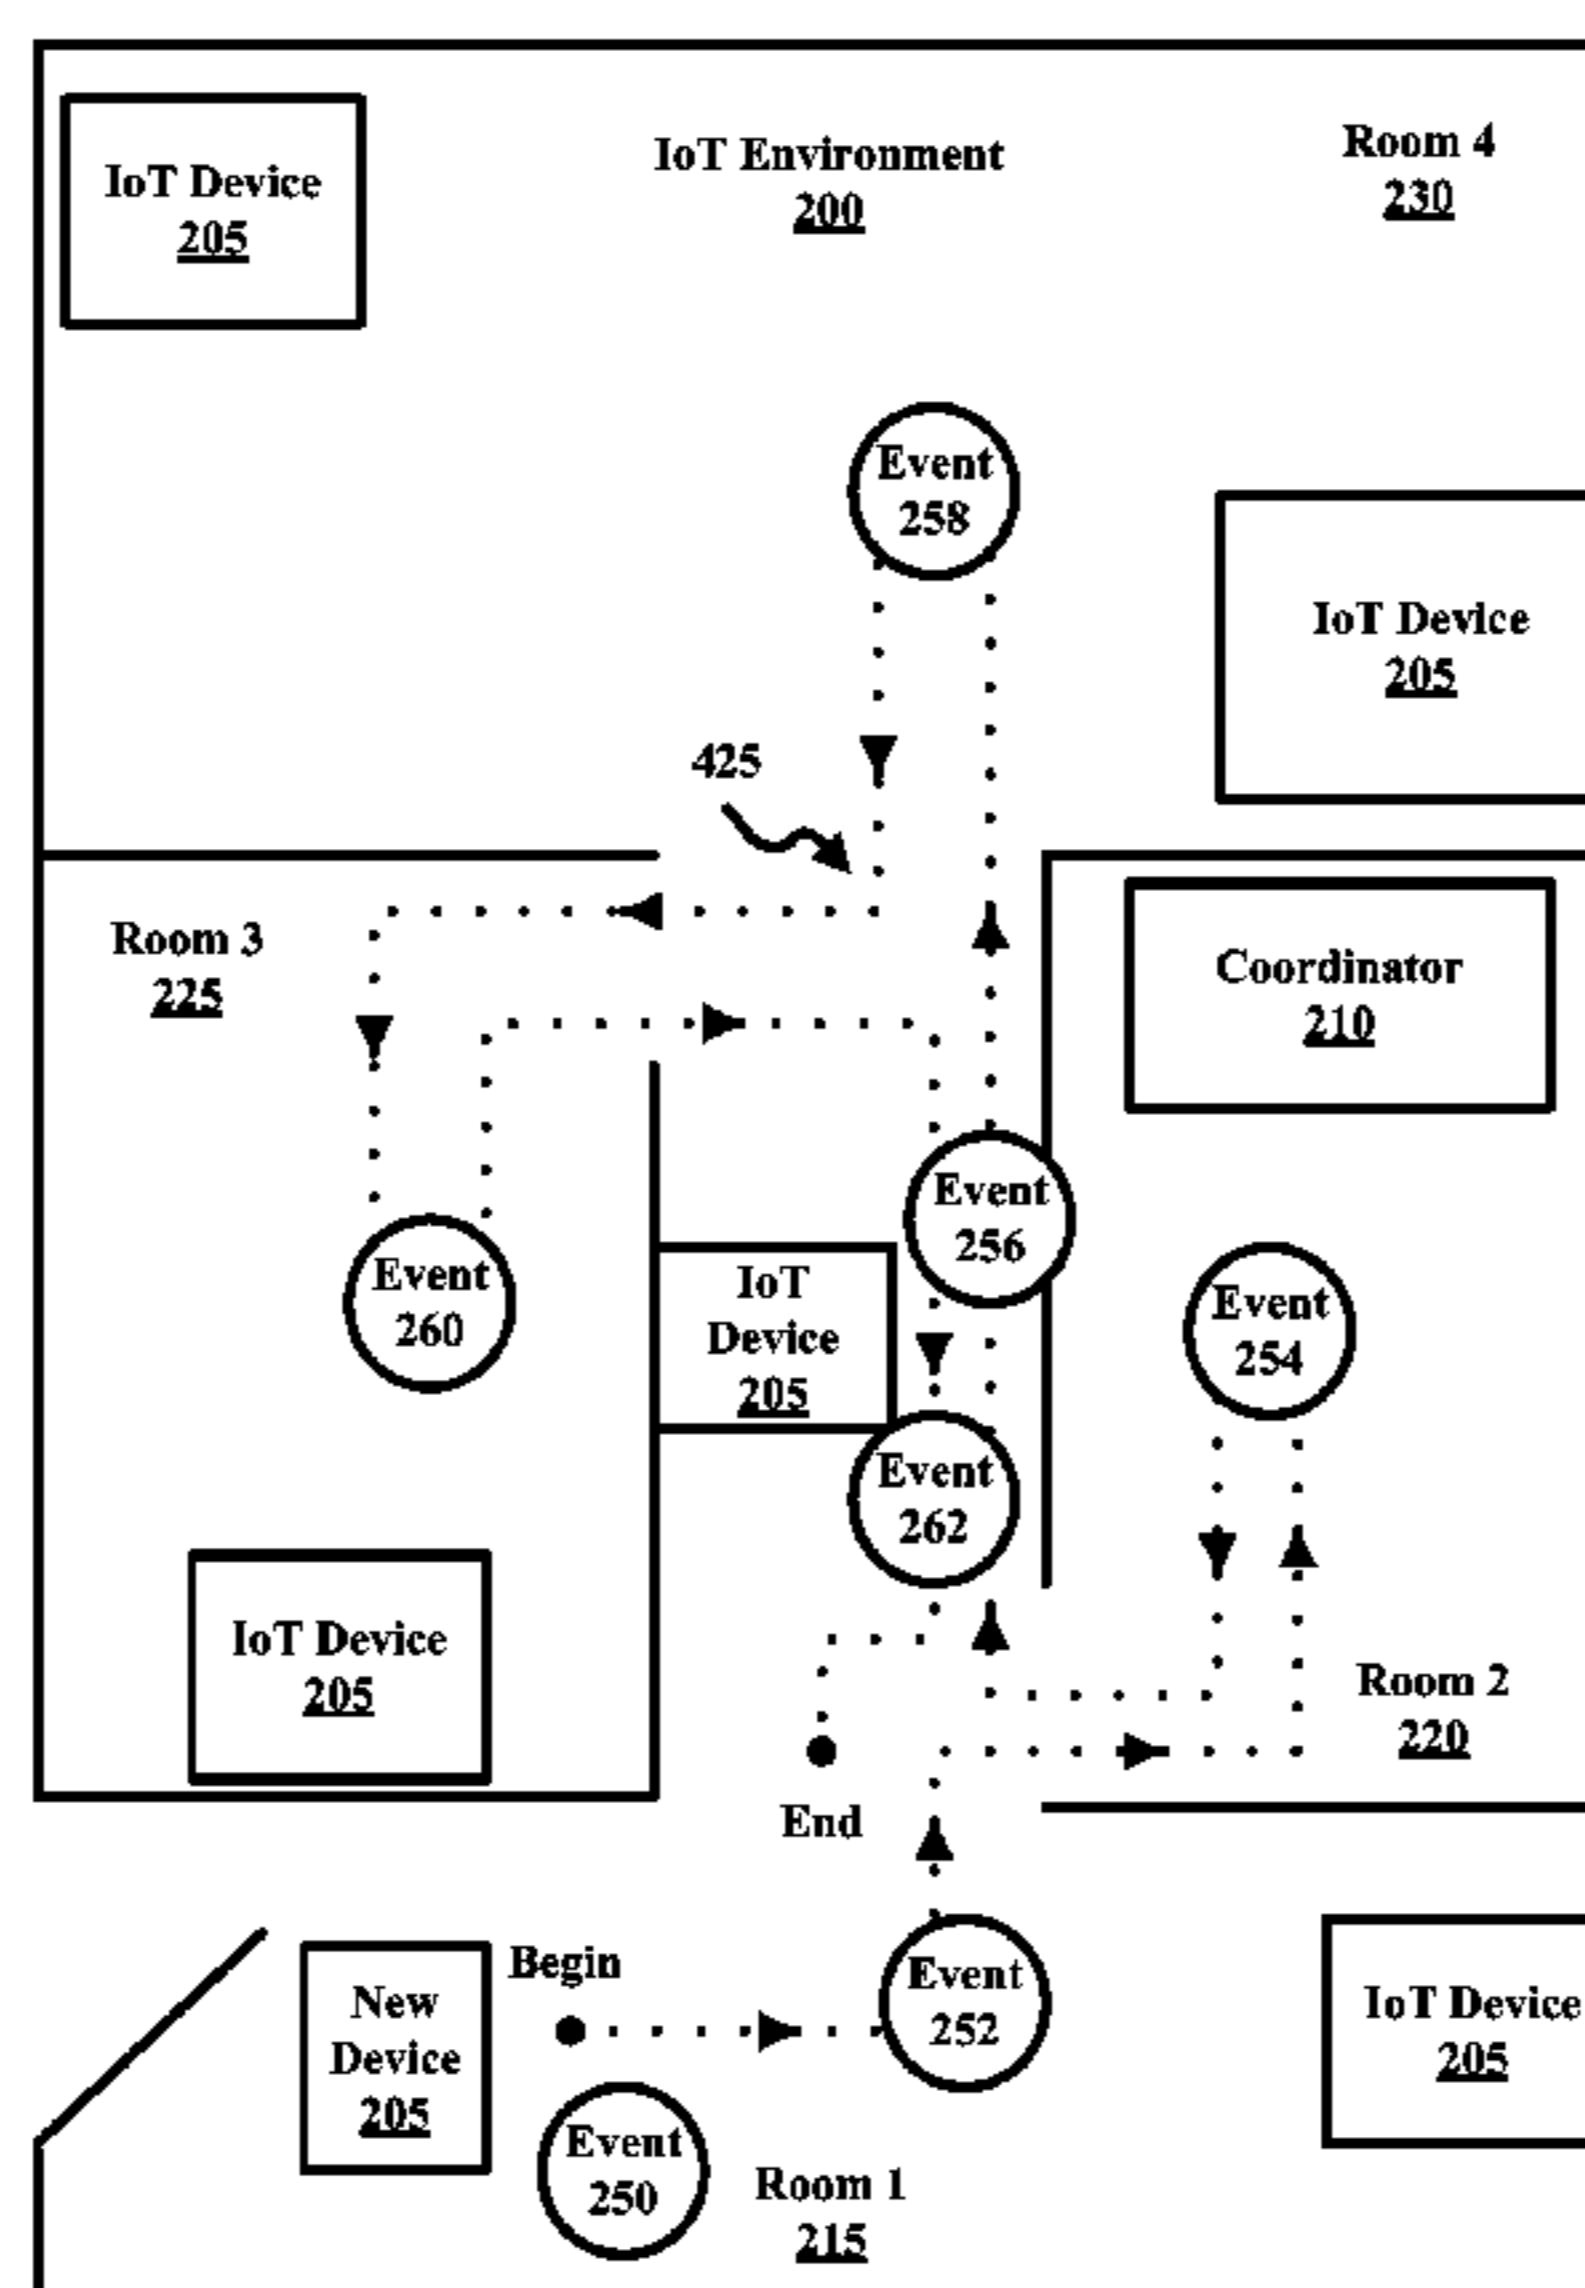 IoT Device
205
IoT Environment
200
Room 4
230
Event
258
IoT Device
205
425
Room 3
225
Coordinator
210
Event
256
Event
260
IoT
Device
205
Event
254
Event
262
IoT Device
205
Room 2
220
End
Begin
New
Device
205
Event
252
IoT Device
205
Event
250
Room 1
215